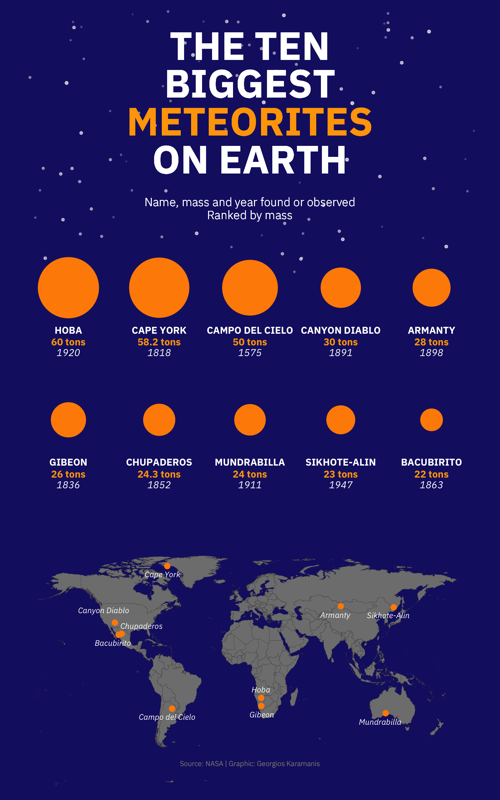 THE TEN
BIGGEST
METEORITES
ON EARTH
Name, mass and year found or observed
Ranked by mass
HOBA
60 tons
1920
CAPE YORK
58.2 tons
1818
CAMPO DEL CIELO
50 tons
1575
CANYON DIABLO
30 tons
1891
ARMANTY
28 tons
1898
GIBEON
26 tons
1836
CHUPADEROS
24.3 tons
1852
MUNDRABILLA
24 tons
1911
SIKHOTE-ALIN
23 tons
1947
BACUBIRITO
22 tons
1863
Cape York
Canyon Diablo
Chupaderos
Bacubirito
Armanty
Sikhote-Alin
Hoba
Gibeon
Campo del Cielo
Mundrabilla
Source: NASA | Graphic: Georgios Karamanis